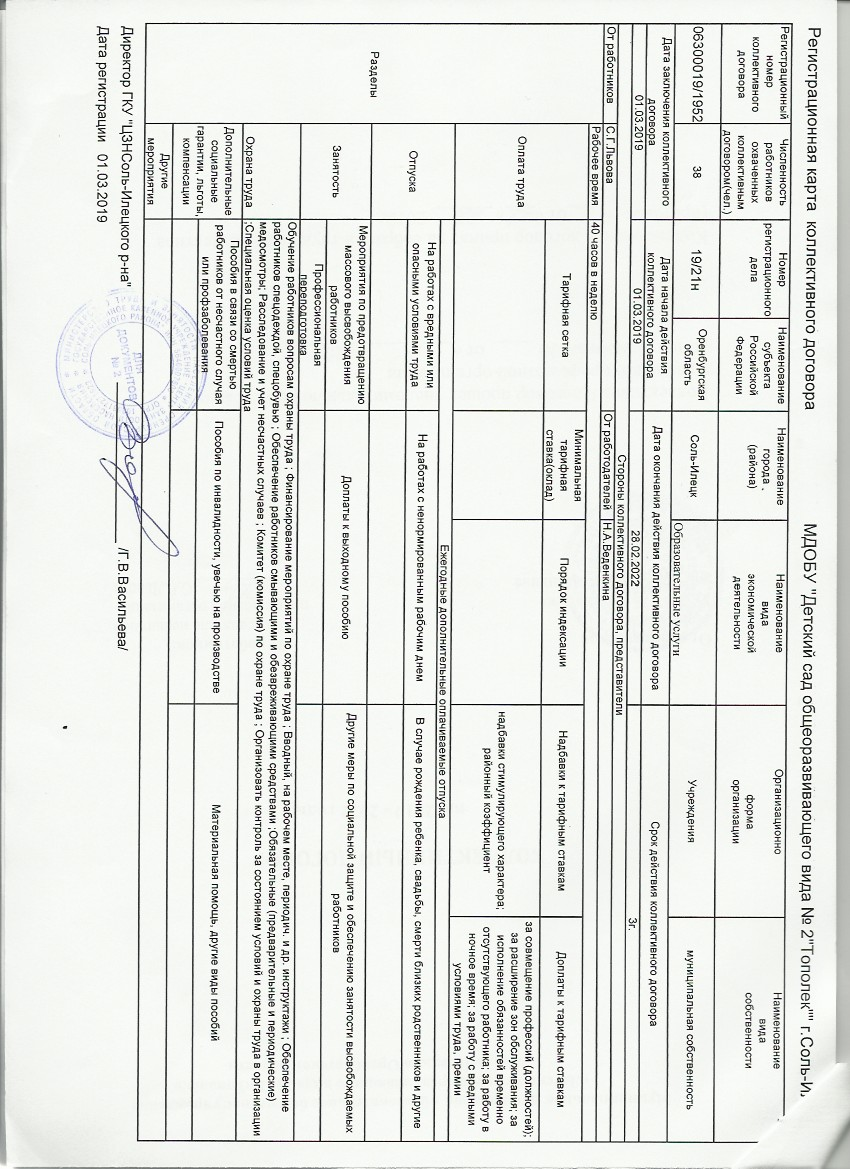 Регистрационная карта коллективного договора МДОБУ "Детский сад общеоразвивающего вида № 2"Тополек"" г.Соль-И
Регистрационный
номер
коллективного
договора
Численность
работников
охваченных
коллективным
договором(чел.)
Номер
регистрационного
дела
Наименование
субъекта
Российской
Федерации
Наименование
города ,
(района)
Наименование
вида
экономической
деятельности
Организационно
форма
организации
Наименование
вида
собственности
06300019/1952
38
19/21н
Оренбургская
область
Соль-Илецк
Образовательные услуги
Учреждения
муниципальная собственность
Дата заключения коллективного
договора
Дата начала действия
коллективного договора
Дата окончания действия коллективного договора
Срок действия коллективного договора
01.03.2019
01.03.2019
28.02.2022
3г.
Стороны коллективного договора, представители
От работников
С.Г.Львова
От работодателей
Н.А.Веденкина
Разделы
Рабочее время
40 часов в неделю
Оплата труда
Тарифная сетка
Минимальная
тарифная
ставка(оклад)
Порядок индексации
Надбавки к тарифным ставкам
Доплаты к тарифным ставкам
надбавки стимулирующего характера;
районный коэффициент
за совмещение профессий (должностей);
за расширение зон обслуживания; за
исполнение обязанностей временно
отсутствующего работника; за работу в
ночное время; за работу с вредными
условиями труда, премии
Отпуска
Ежегодные дополнительные оплачиваемые отпуска
На работах с вредными или
опасными условиями труда
На работах с ненормированным рабочим днем
В случае рождения ребенка, свадьбы, смерти близких родственников и другие
Занятость
Мероприятия по предотвращению
массового высвобождения
работников
Доплаты к выходному пособию
Другие меры по социальной защите и обеспечению занятости высвобождаемых
работников
Профессиональная
переподготовка
Охрана труда
Обучение работников вопросам охраны труда ; Финансирование мероприятий по охране труда ; Вводный, на рабочем месте, периодич. и др. инструктажи ; Обеспечение
работников спецодеждой, спецобувью ; Обеспечение работников смывающими и обезвреживающими средствами ;Обязательные (предварительные и периодические)
медосмотры; Расследование и учет несчастных случаев ; Комитет (комиссия) по охране труда ; Организовать контроль за состоянием условий и охраны труда в организации
;Специальная оценка условий труда
Дополнительные
социальные
гарантии, льготы,
компенсации
Пособия в связи со смертью
работников от несчастного случая
или профзаболевания
Пособия по инвалидности, увечью на производстве
Материальная помощь, другие виды пособий
Другие
мероприятия
Директор ГКУ "ЦЗНСоль-Илецкого р-на" /Г.В.Васильева/
Дата регистрации 01.03.2019
ДЛЯ
ДОКУМЕНТОВ
№ 2